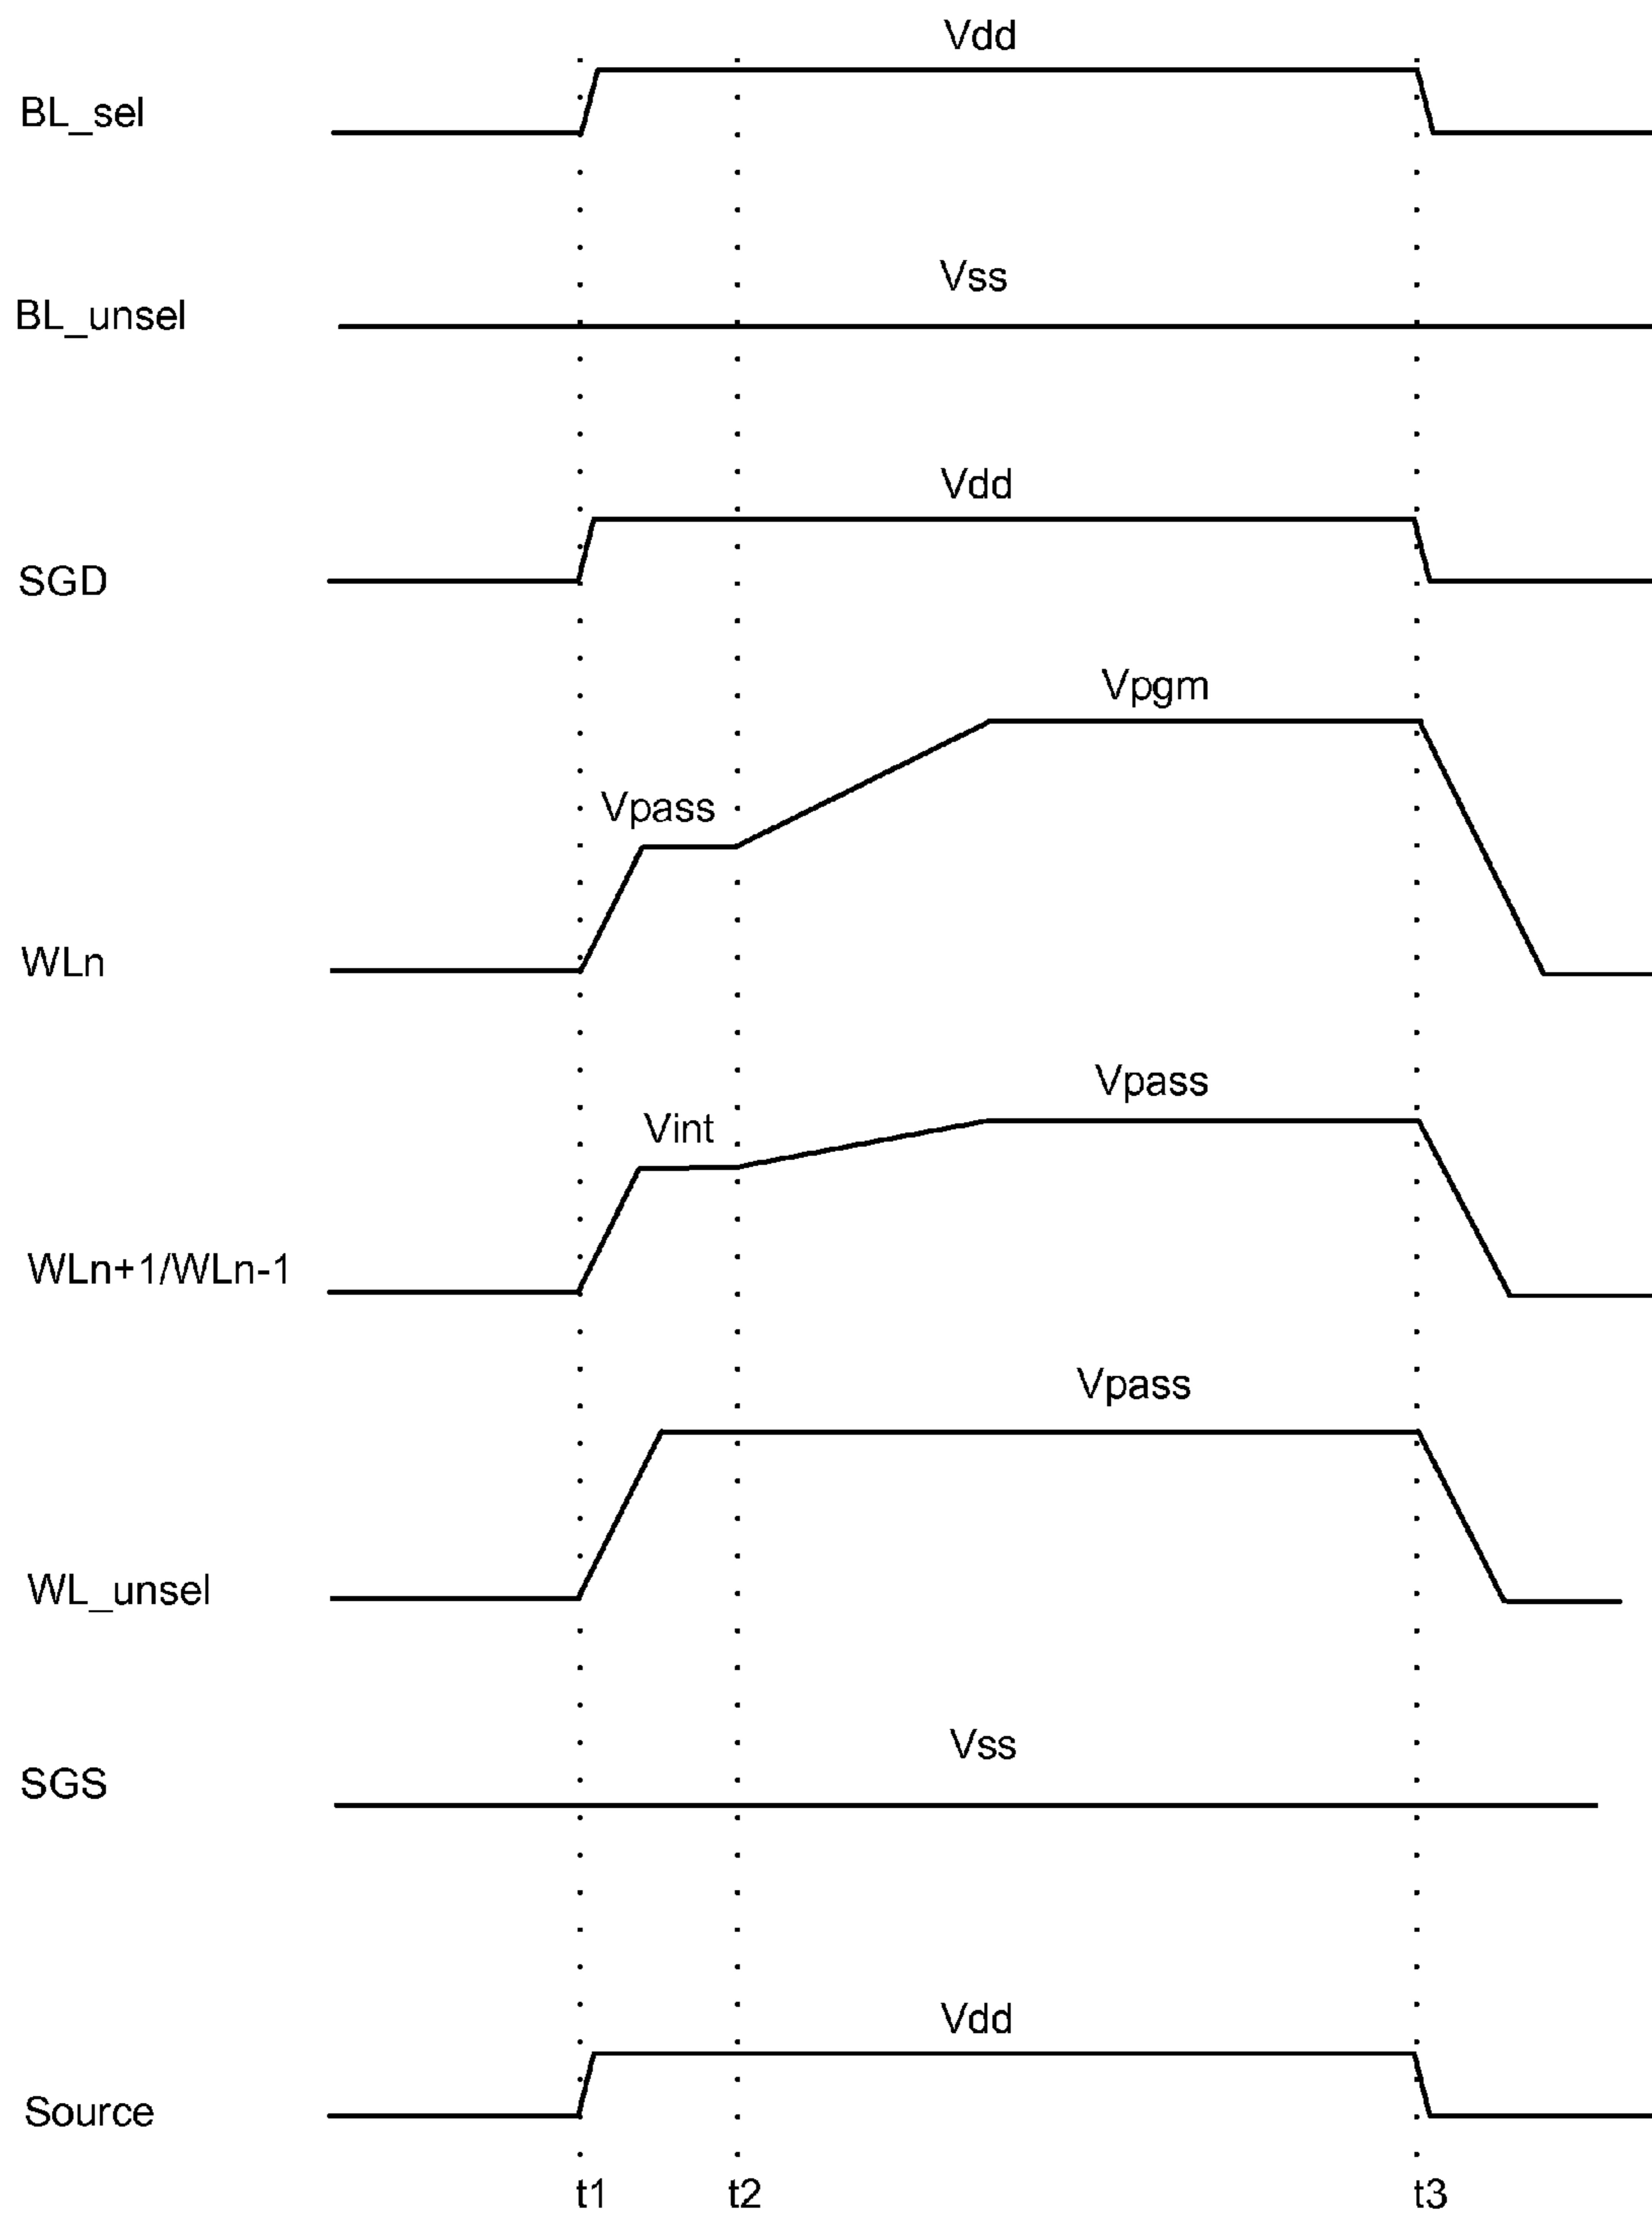 Vdd
BL_sel
Vss
BL_unsel
Vdd
SGD
Vpgm
Vpass
WLn
Vpass
Vint
WLn+1/WLn-1
Vpass
WL_unsel
Vss
SGS
Vdd
Source
t1 t2 t3